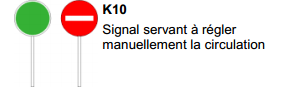 K10
Signal servant à régler
manuellement la circulation